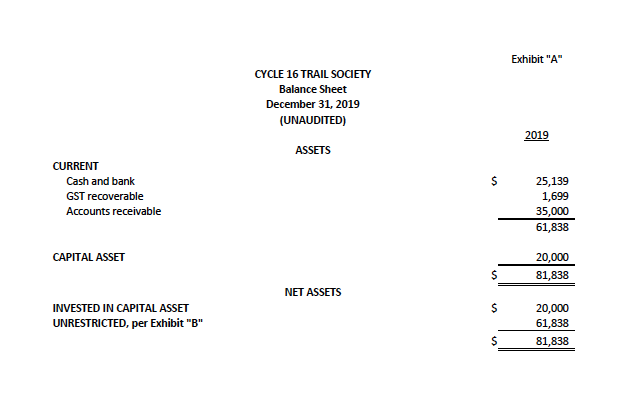 Exhibit "A"
CYCLE 16 TRAIL SOCIETY
Balance Sheet
December 31, 2019
(UNAUDITED)
2019
ASSETS
CURRENT
Cash and bank $ 25,139
GST recoverable 1,699
Accounts receivable 35,000
61,838
CAPITAL ASSET 20,000
$ 81,838
NET ASSETS
INVESTED IN CAPITAL ASSET $ 20,000
UNRESTRICTED, per Exhibit "B" 61,838
$ 81,838